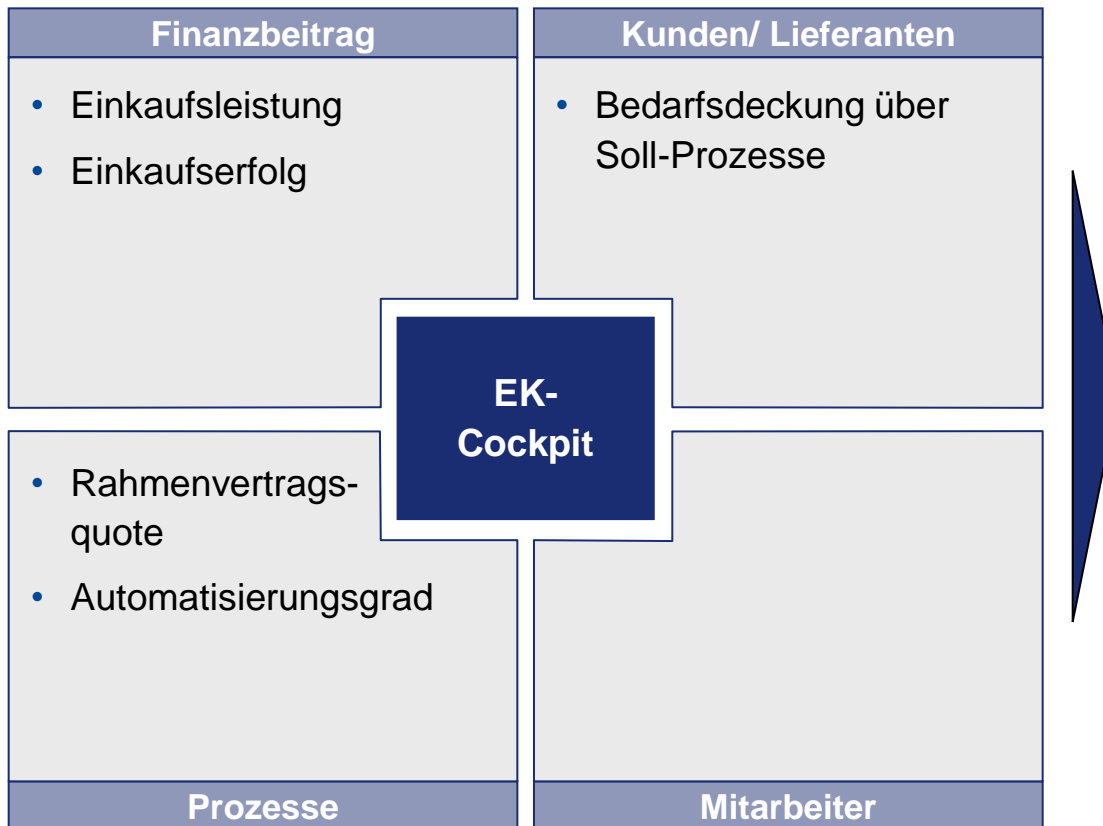 Finanzbeitrag
• Einkaufsleistung
• Einkaufserfolg
Kunden/ Lieferanten
• Bedarfsdeckung über
Soll-Prozesse
EK-
Cockpit
• Rahmenvertrags-
quote
• Automatisierungsgrad
Prozesse
Mitarbeiter